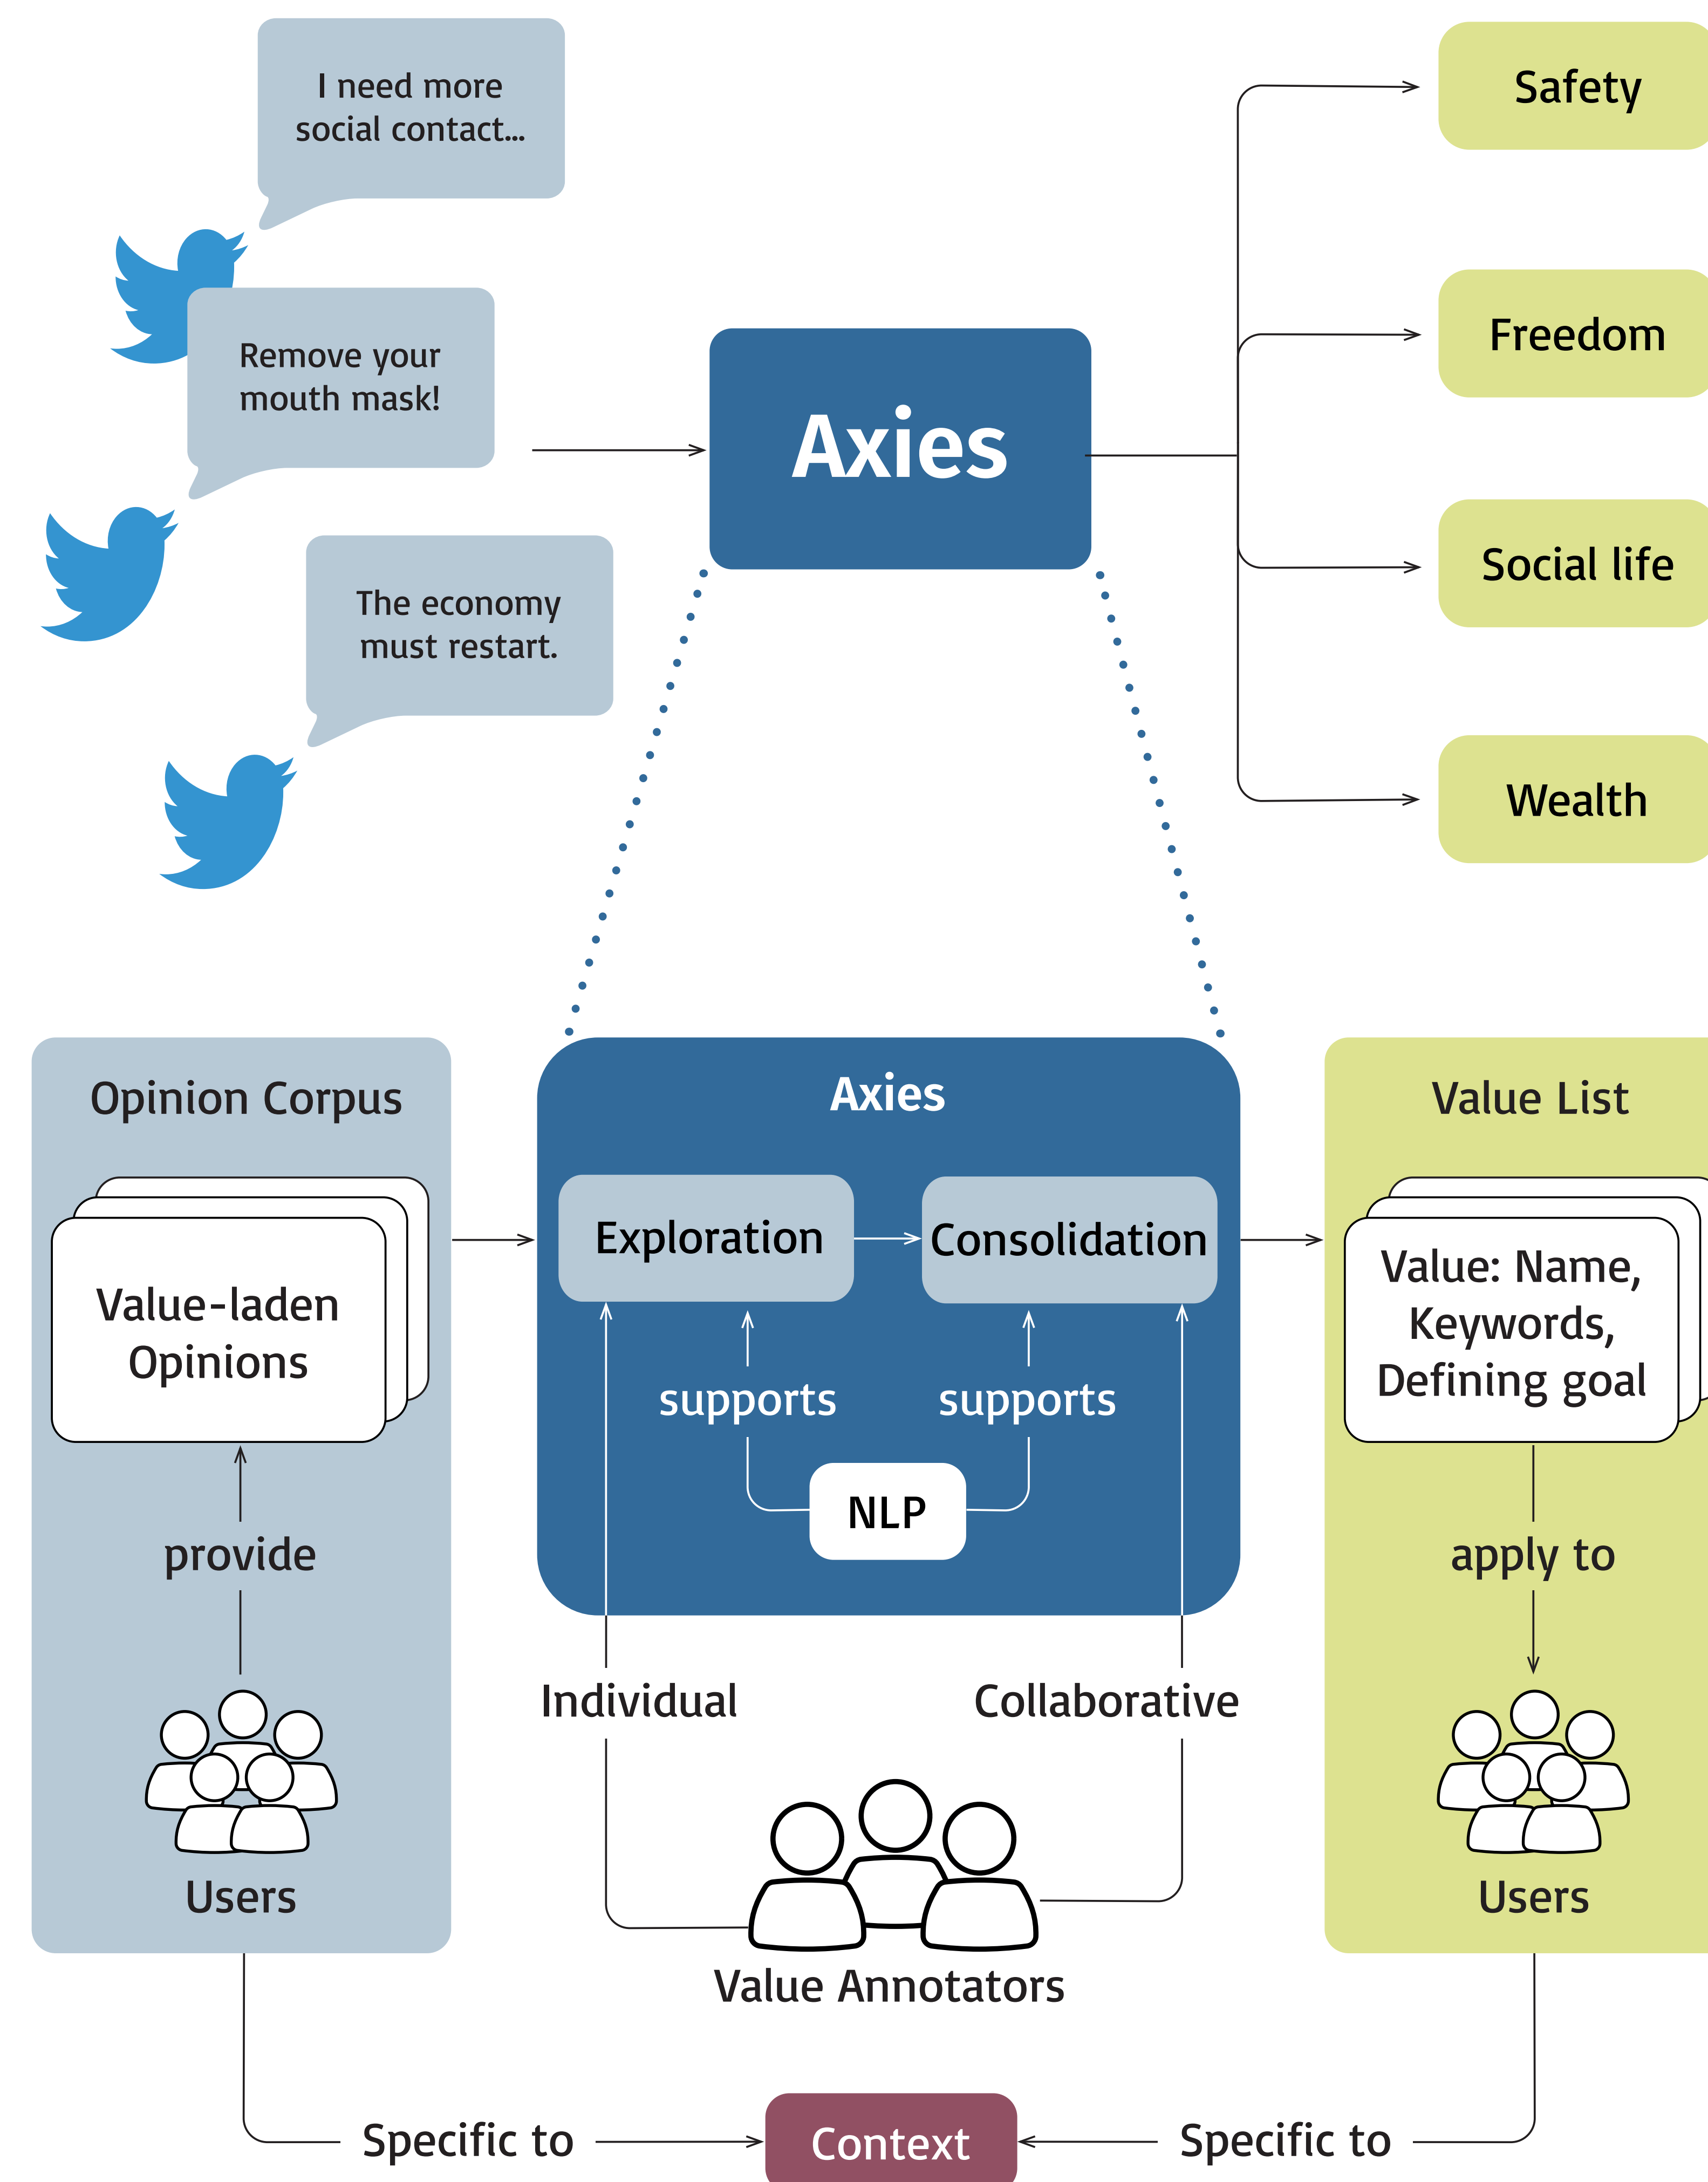 I need more
social contact...
Remove your
mouth mask!
The economy
must restart.
Axies
Safety
Freedom
Social life
Wealth
Opinion Corpus
Value-laden
Opinions
provide
Users
Axies
Exploration
Consolidation
supports
supports
NLP
Individual
Collaborative
Value Annotators
Value List
Value: Name,
Keywords,
Defining goal
apply to
Users
Specific to
Context
Specific to